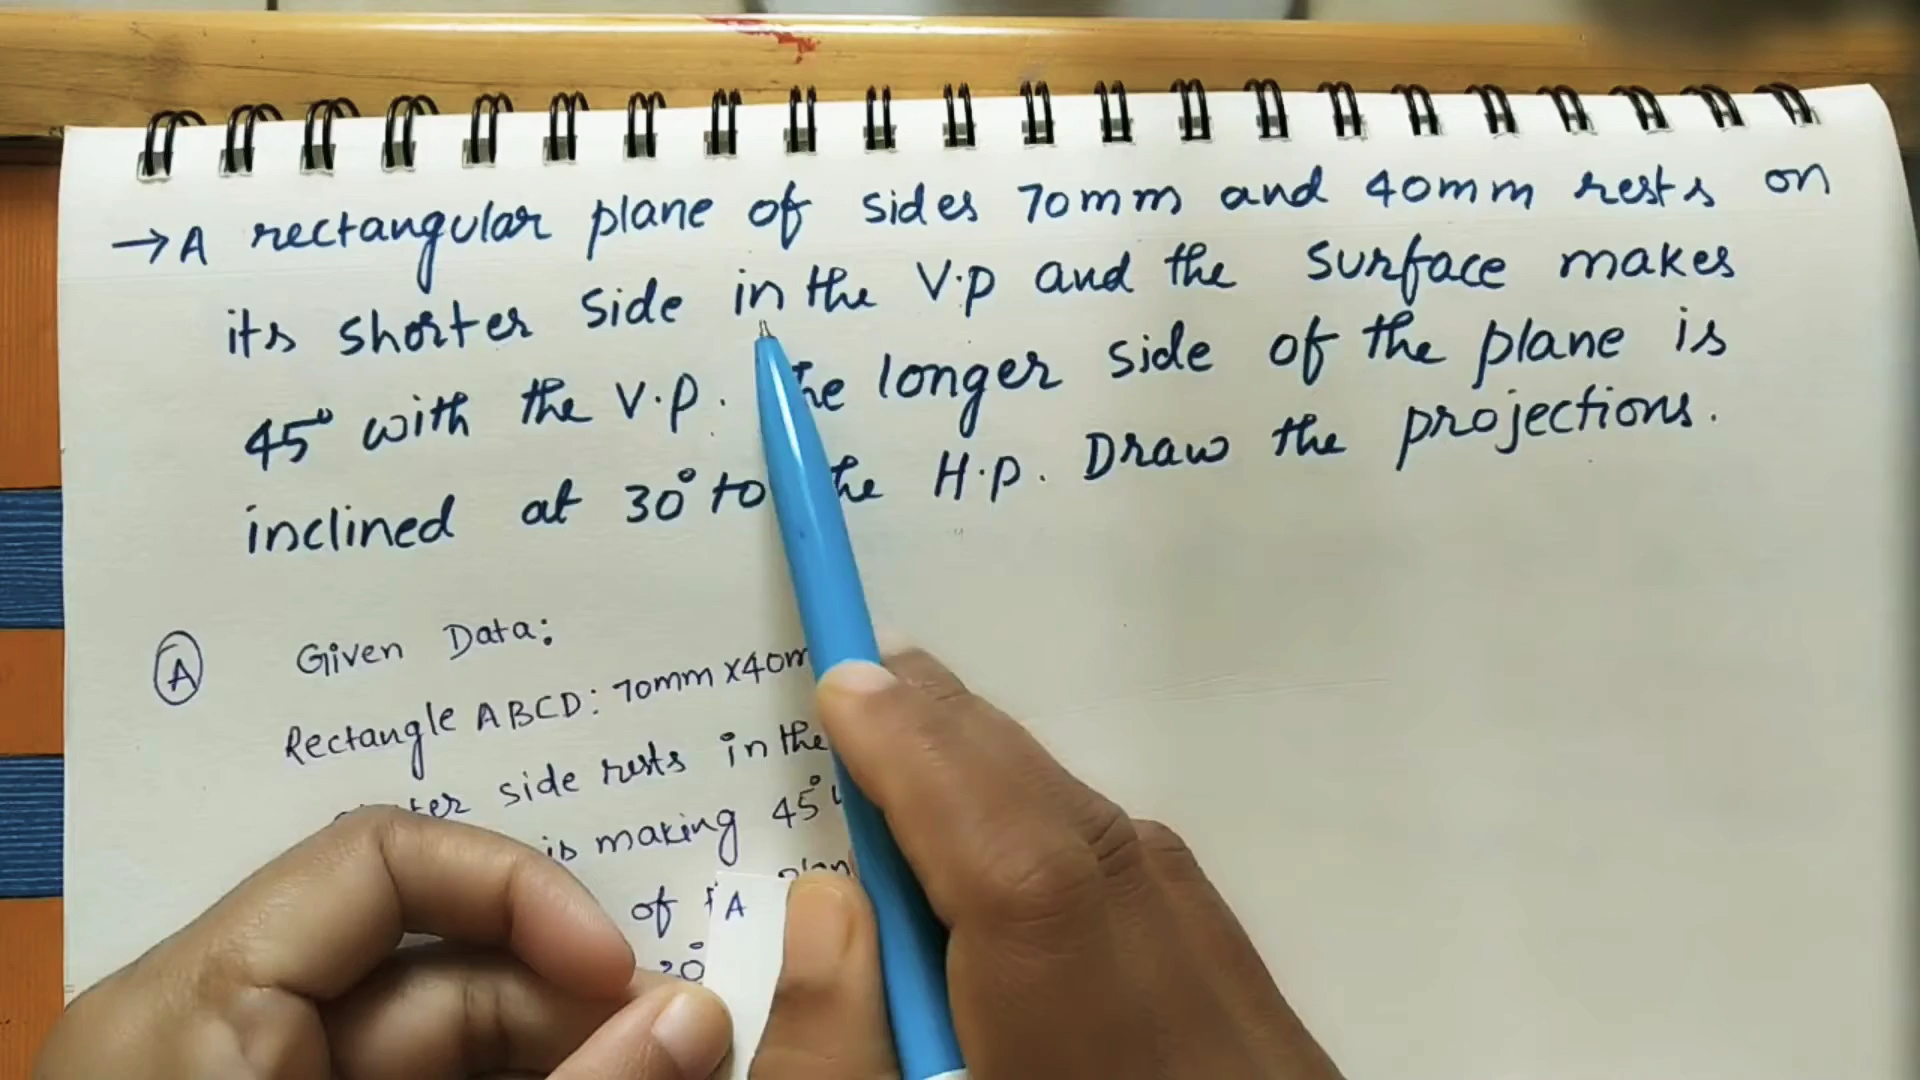 → A rectangular plane of sides 70mm and 40mm rests on
its shorter side in the V.P and the surface makes
45° with the V.P. longer side of the plane is
inclined at 30° to H.P. Draw the projections.
A Given Data:
Rectangle ABCD: 70mm x 40m
side rests in the
is making 45°
of
A